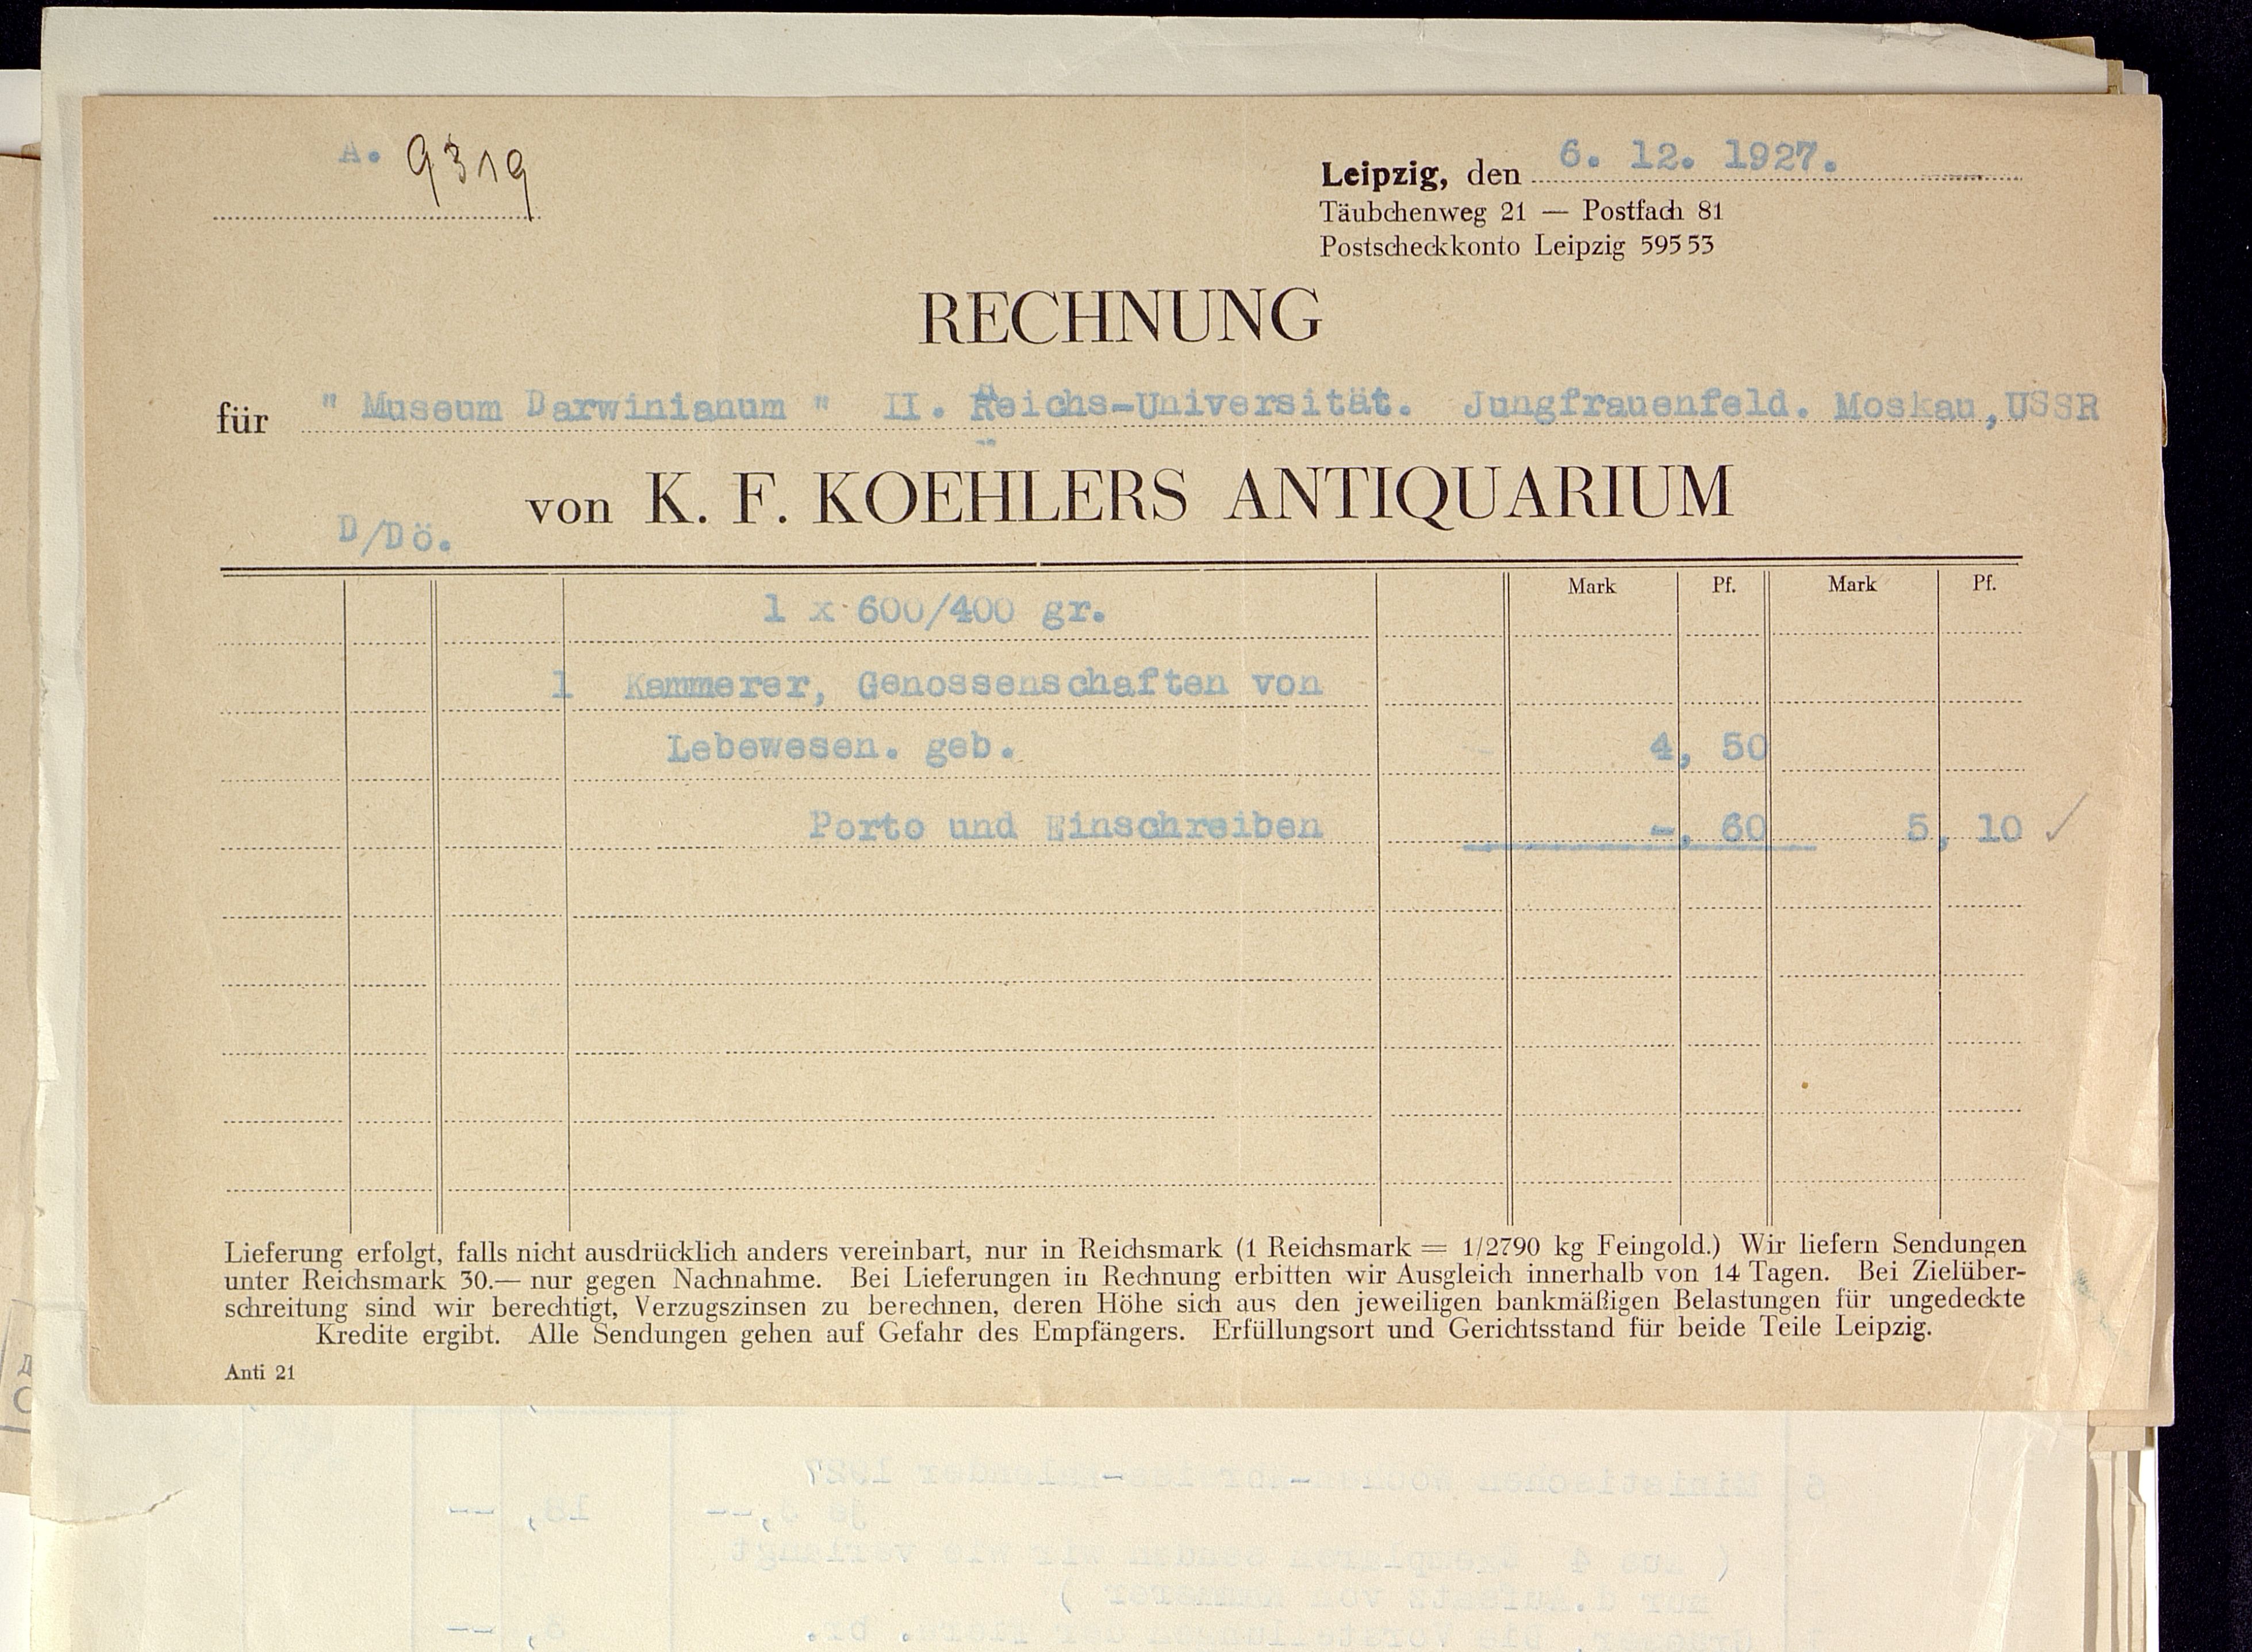 A. 9319
Leipzig, den 6. 12. 1927.
Täubchenweg 21 — Postfach 81
Postscheckkonto Leipzig 595 53
RECHNUNG
für " Museum Darwinianum " II. Reichs-Universität. Jungfrauenfeld. Moskau, USSR
von K. F. KOEHLERS ANTIQUARIUM
D/Dö.
Mark Pf. Mark Pf.
1 x 600/400 gr.
1 Kammerer, Genossenschaften von
Lebewesen. geb. 4, 50
Porto und Einschreiben -, 60 5, 10
Lieferung erfolgt, falls nicht ausdrücklich anders vereinbart, nur in Reichsmark (1 Reichsmark = 1/2790 kg Feingold.) Wir liefern Sendungen
unter Reichsmark 30.— nur gegen Nachnahme. Bei Lieferungen in Rechnung erbitten wir Ausgleich innerhalb von 14 Tagen. Bei Zielüber-
schreitung sind wir berechtigt, Verzugszinsen zu berechnen, deren Höhe sich aus den jeweiligen bankmäßigen Belastungen für ungedeckte
Kredite ergibt. Alle Sendungen gehen auf Gefahr des Empfängers. Erfüllungsort und Gerichtsstand für beide Teile Leipzig.
Anti 21